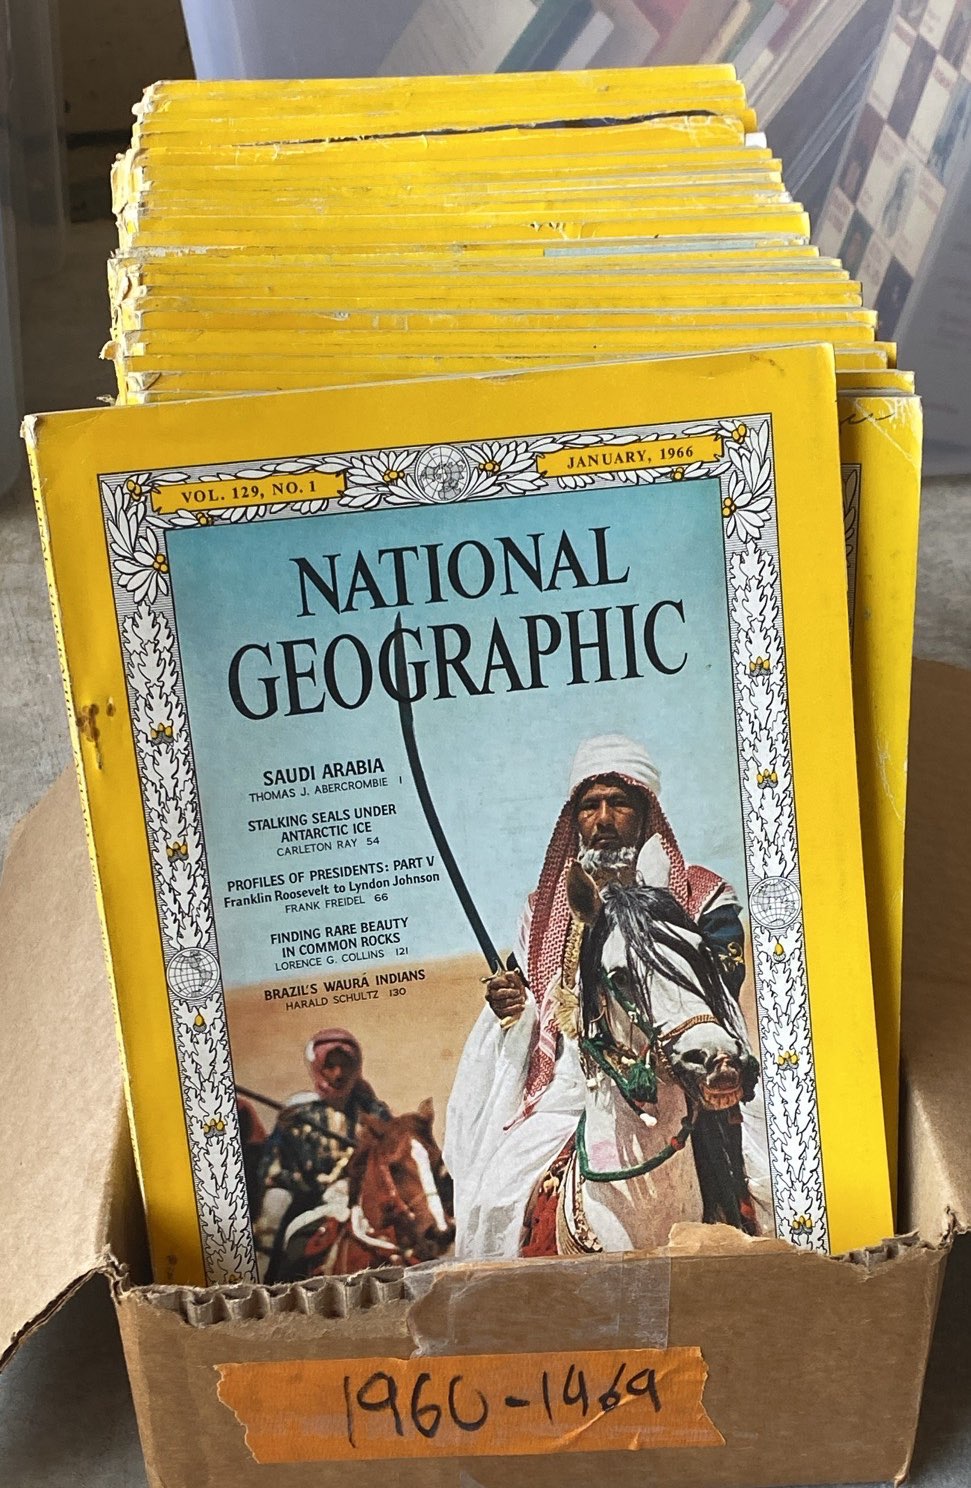 VOL. 129, NO. 1
JANUARY, 1966
NATIONAL
GEOGRAPHIC
SAUDI ARABIA
THOMAS J. ABERCROMBIE 1
STALKING SEALS UNDER
ANTARCTIC ICE
CARLETON RAY 54
PROFILES OF PRESIDENTS: PART V
Franklin Roosevelt to Lyndon Johnson
FRANK FREIDEL 66
FINDING RARE BEAUTY
IN COMMON ROCKS
LORENCE G. COLLINS 121
BRAZIL'S WAURÁ INDIANS
HARALD SCHULTZ 130
1960-1969